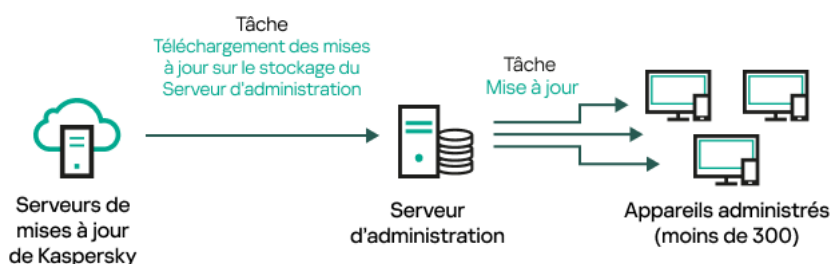 Tâche
Téléchargement des mises
à jour sur le stockage du
Serveur d'administration
Tâche
Mise à jour
Serveurs de
mises à jour
de Kaspersky
Serveur
d'administration
Appareils administrés
(moins de 300)